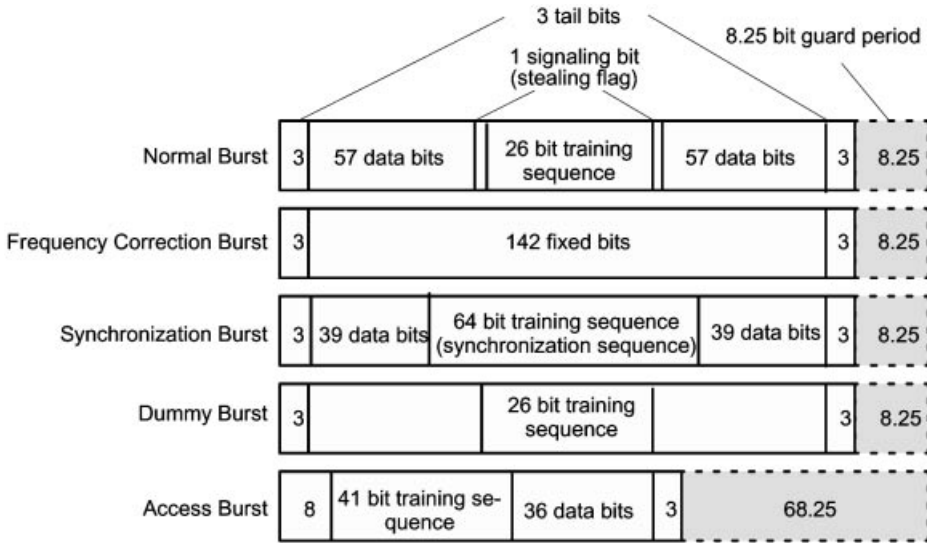 3 tail bits
8.25 bit guard period
1 signaling bit
(stealing flag)
Normal Burst
3
57 data bits
26 bit training
sequence
57 data bits
3
8.25
Frequency Correction Burst
3
142 fixed bits
3
8.25
Synchronization Burst
3
39 data bits
64 bit training sequence
(synchronization sequence)
39 data bits
3
8.25
Dummy Burst
3
26 bit training
sequence
3
8.25
Access Burst
8
41 bit training se-
quence
36 data bits
3
68.25